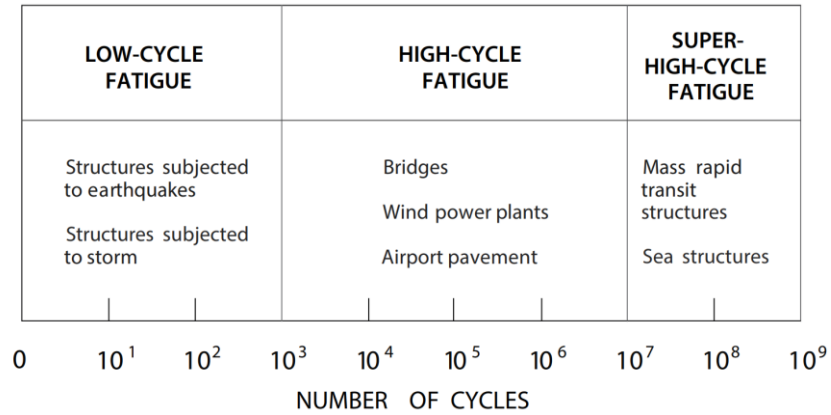 LOW-CYCLE
FATIGUE
HIGH-CYCLE
FATIGUE
SUPER-
HIGH-CYCLE
FATIGUE
Structures subjected
to earthquakes
Structures subjected
to storm
Bridges
Wind power plants
Airport pavement
Mass rapid
transit
structures
Sea structures
0 10¹ 10² 10³ 10⁴ 10⁵ 10⁶ 10⁷ 10⁸ 10⁹
NUMBER OF CYCLES